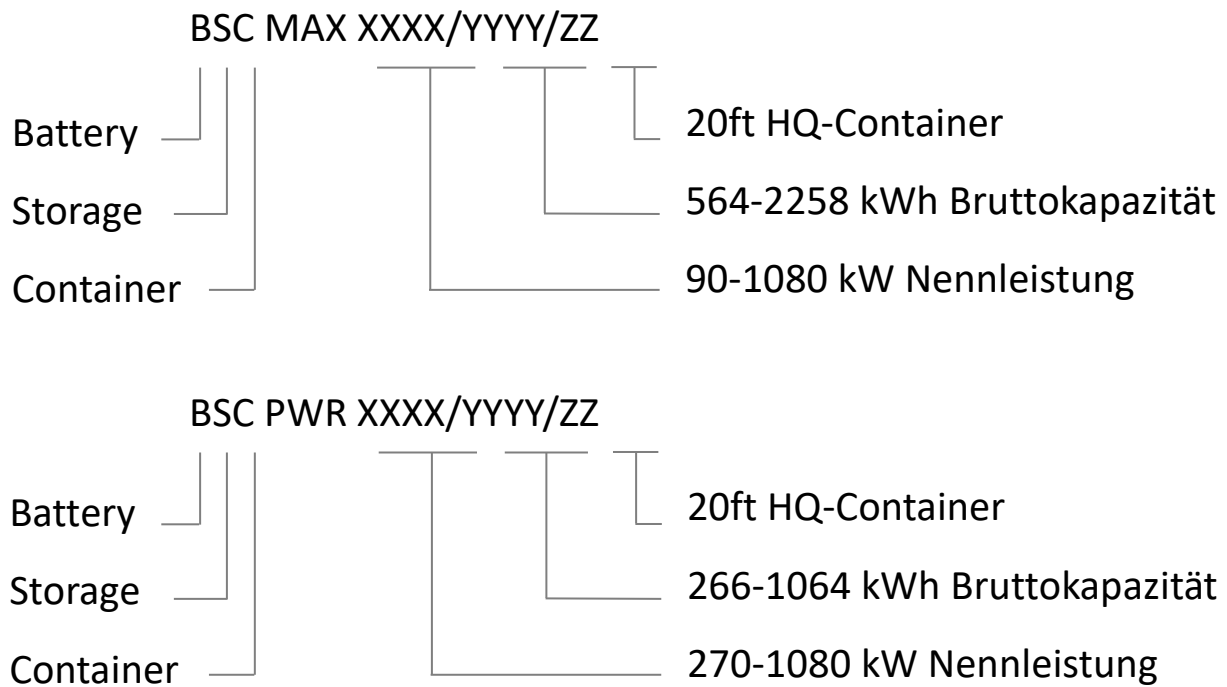 BSC MAX XXXX/YYYY/ZZ
Battery
20ft HQ-Container
Storage
564-2258 kWh Bruttokapazität
Container
90-1080 kW Nennleistung
BSC PWR XXXX/YYYY/ZZ
Battery
20ft HQ-Container
Storage
266-1064 kWh Bruttokapazität
Container
270-1080 kW Nennleistung